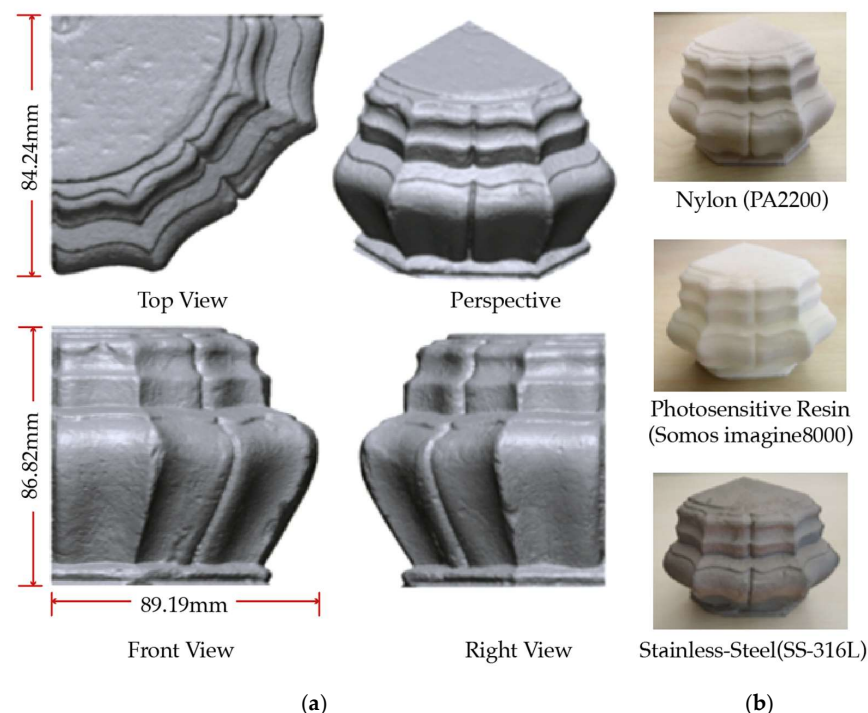 84.24mm
Top View
Perspective
Nylon (PA2200)
Photosensitive Resin
(Somos imagine8000)
86.82mm
89.19mm
Front View
Right View
Stainless-Steel(SS-316L)
(a)
(b)